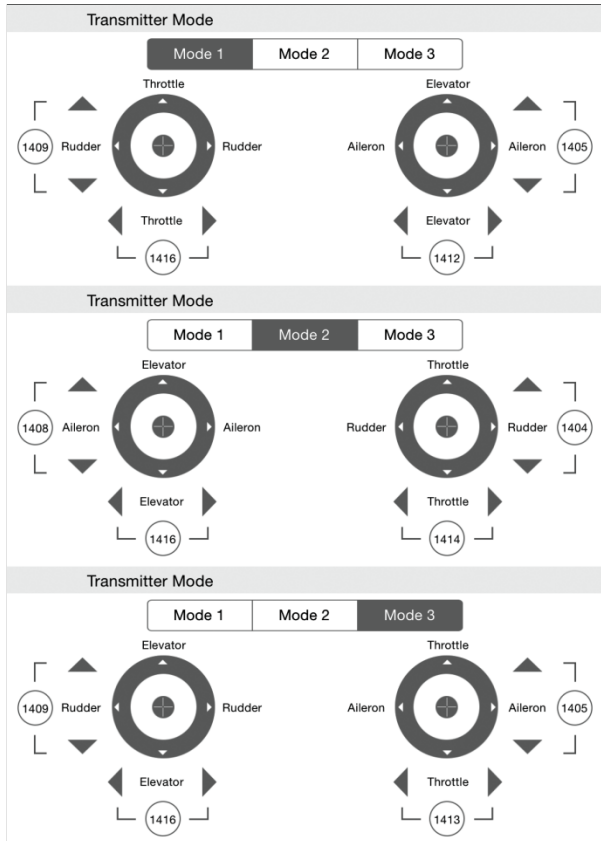 Transmitter Mode
Mode 1 Mode 2 Mode 3
Throttle Elevator
1409 Rudder Rudder Aileron Aileron 1405
Throttle Elevator
1416 1412
Transmitter Mode
Mode 1 Mode 2 Mode 3
Elevator Throttle
1408 Aileron Aileron Rudder Rudder 1404
Elevator Throttle
1416 1414
Transmitter Mode
Mode 1 Mode 2 Mode 3
Elevator Throttle
1409 Rudder Rudder Aileron Aileron 1405
Elevator Throttle
1416 1413